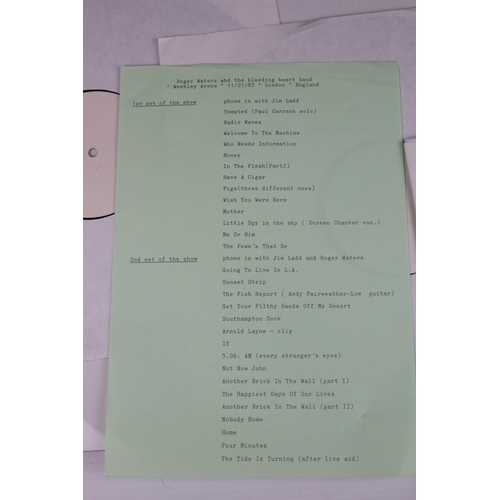 Roger Waters and the bleeding heart band
* Wembley Arena * 11/21/87 * London * England
1st set of the show phone in with Jim Ladd
Tempted (Paul Carrack solo)
Radio Waves
Welcome To The Machine
Who Needs Information
Money
In The Flesh(Part2)
Have A Cigar
Pigs(three different ones)
Wish You Were Here
Mother
Little Spy in the sky ( Doreen Chanter voc.)
Me Or Him
The Powe's That Be
2nd set of the show phone in with Jim Ladd and Roger Waters
Going To Live In L.A.
Sunset Strip
The Fish Report ( Andy Fairweather-Low guitar)
Get Your Filthy Hands Off My Desert
Southampton Dock
Arnold Layne - clip
If
5.06. AM (every stranger's eyes)
Not Now John
Another Brick In The Wall (part I)
The Happiest Days Of Our Lives
Another Brick In The Wall (part II)
Nobody Home
Home
Four Minutes
The Tide Is Turning (after live aid)